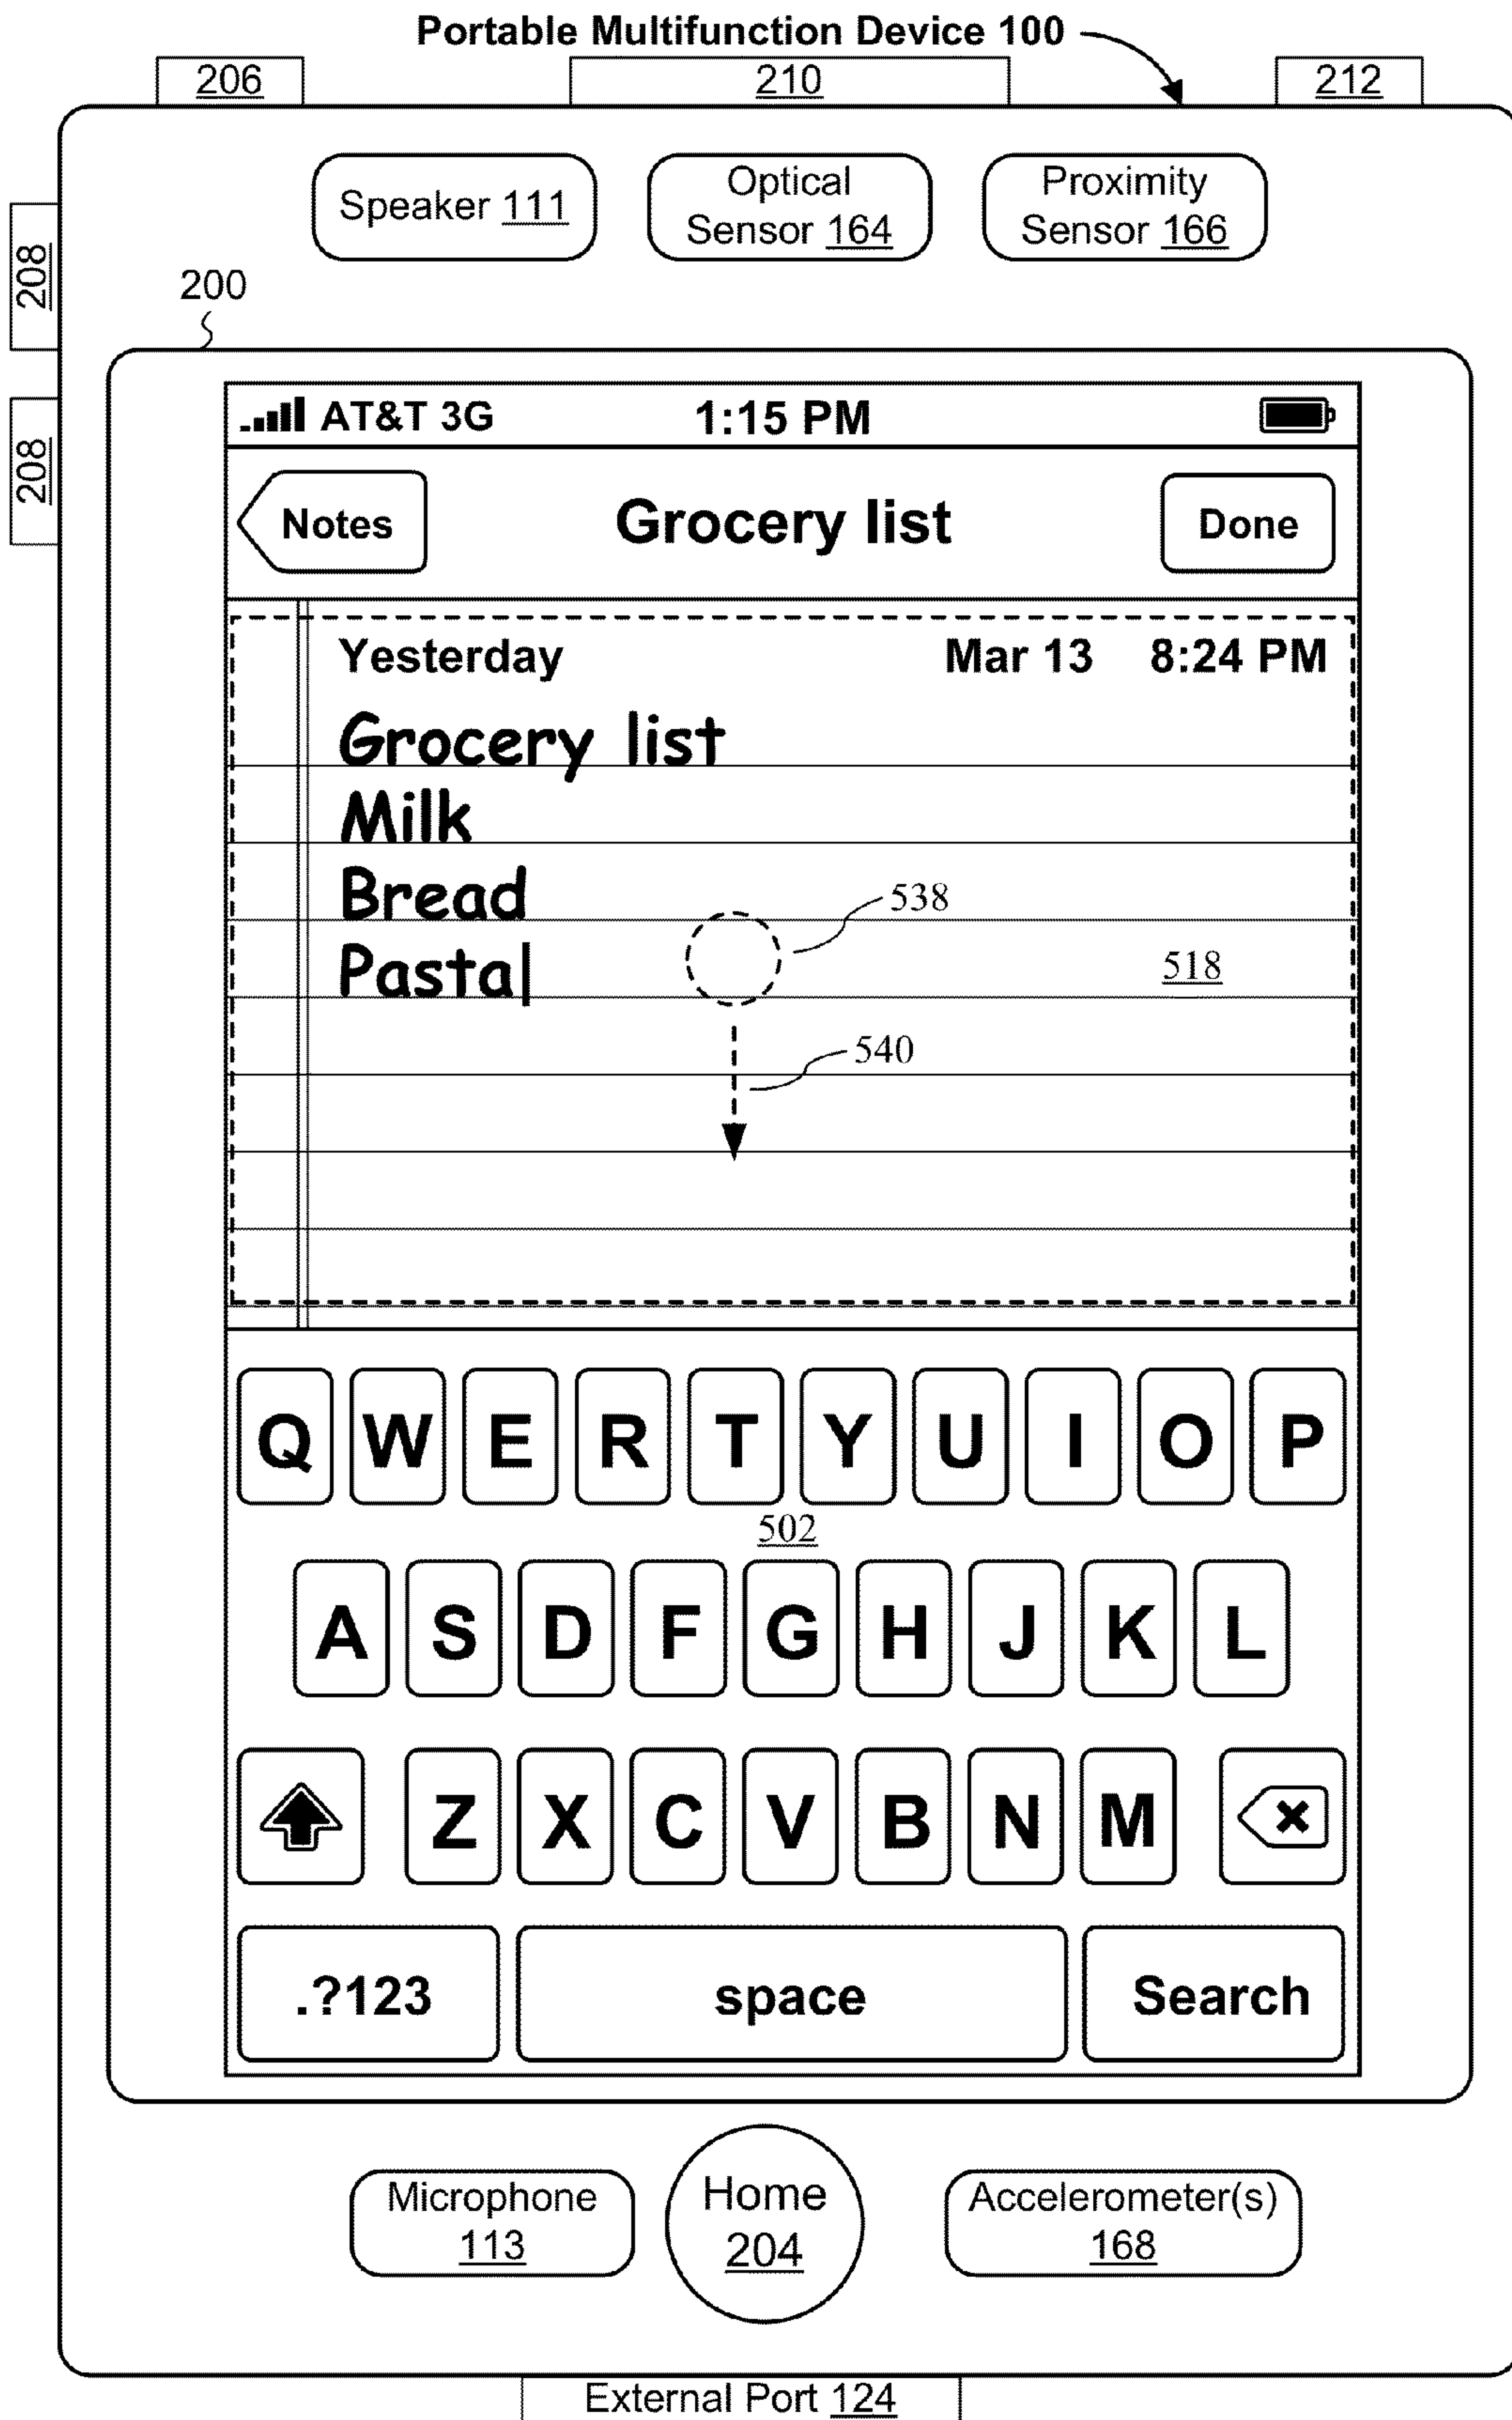 Portable Multifunction Device 100
206 210 212
Speaker 111
Optical Sensor 164
Proximity Sensor 166
208
200
208
AT&T 3G 1:15 PM
Notes Grocery list Done
Yesterday Mar 13 8:24 PM
Grocery list
Milk
Bread
538
Pasta
518
540
Q W E R T Y U I O P
502
A S D F G H J K L
Z X C V B N M
.?123 space Search
Microphone 113
Home 204
Accelerometer(s) 168
External Port 124